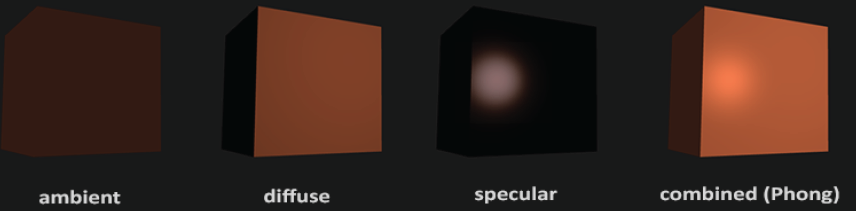 ambient diffuse specular combined (Phong)